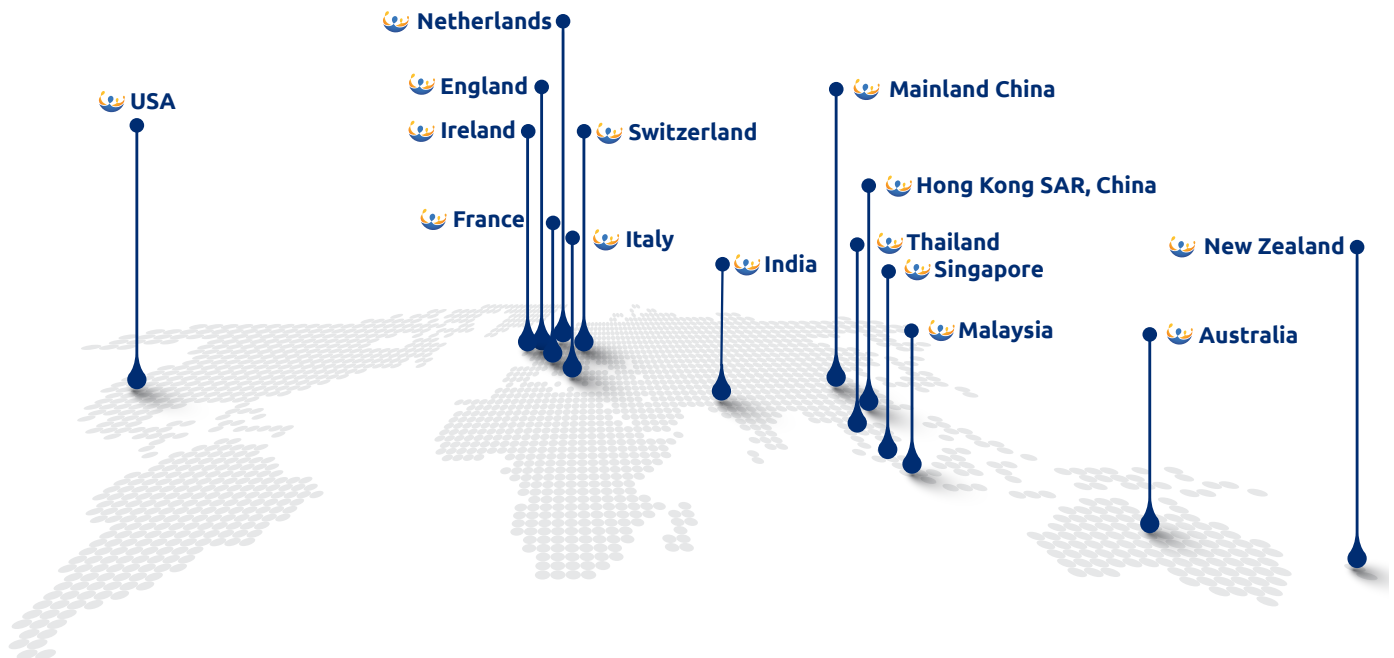 Netherlands
England
USA
Ireland
Switzerland
Mainland China
Hong Kong SAR, China
France
Italy
India
Thailand
Singapore
New Zealand
Malaysia
Australia